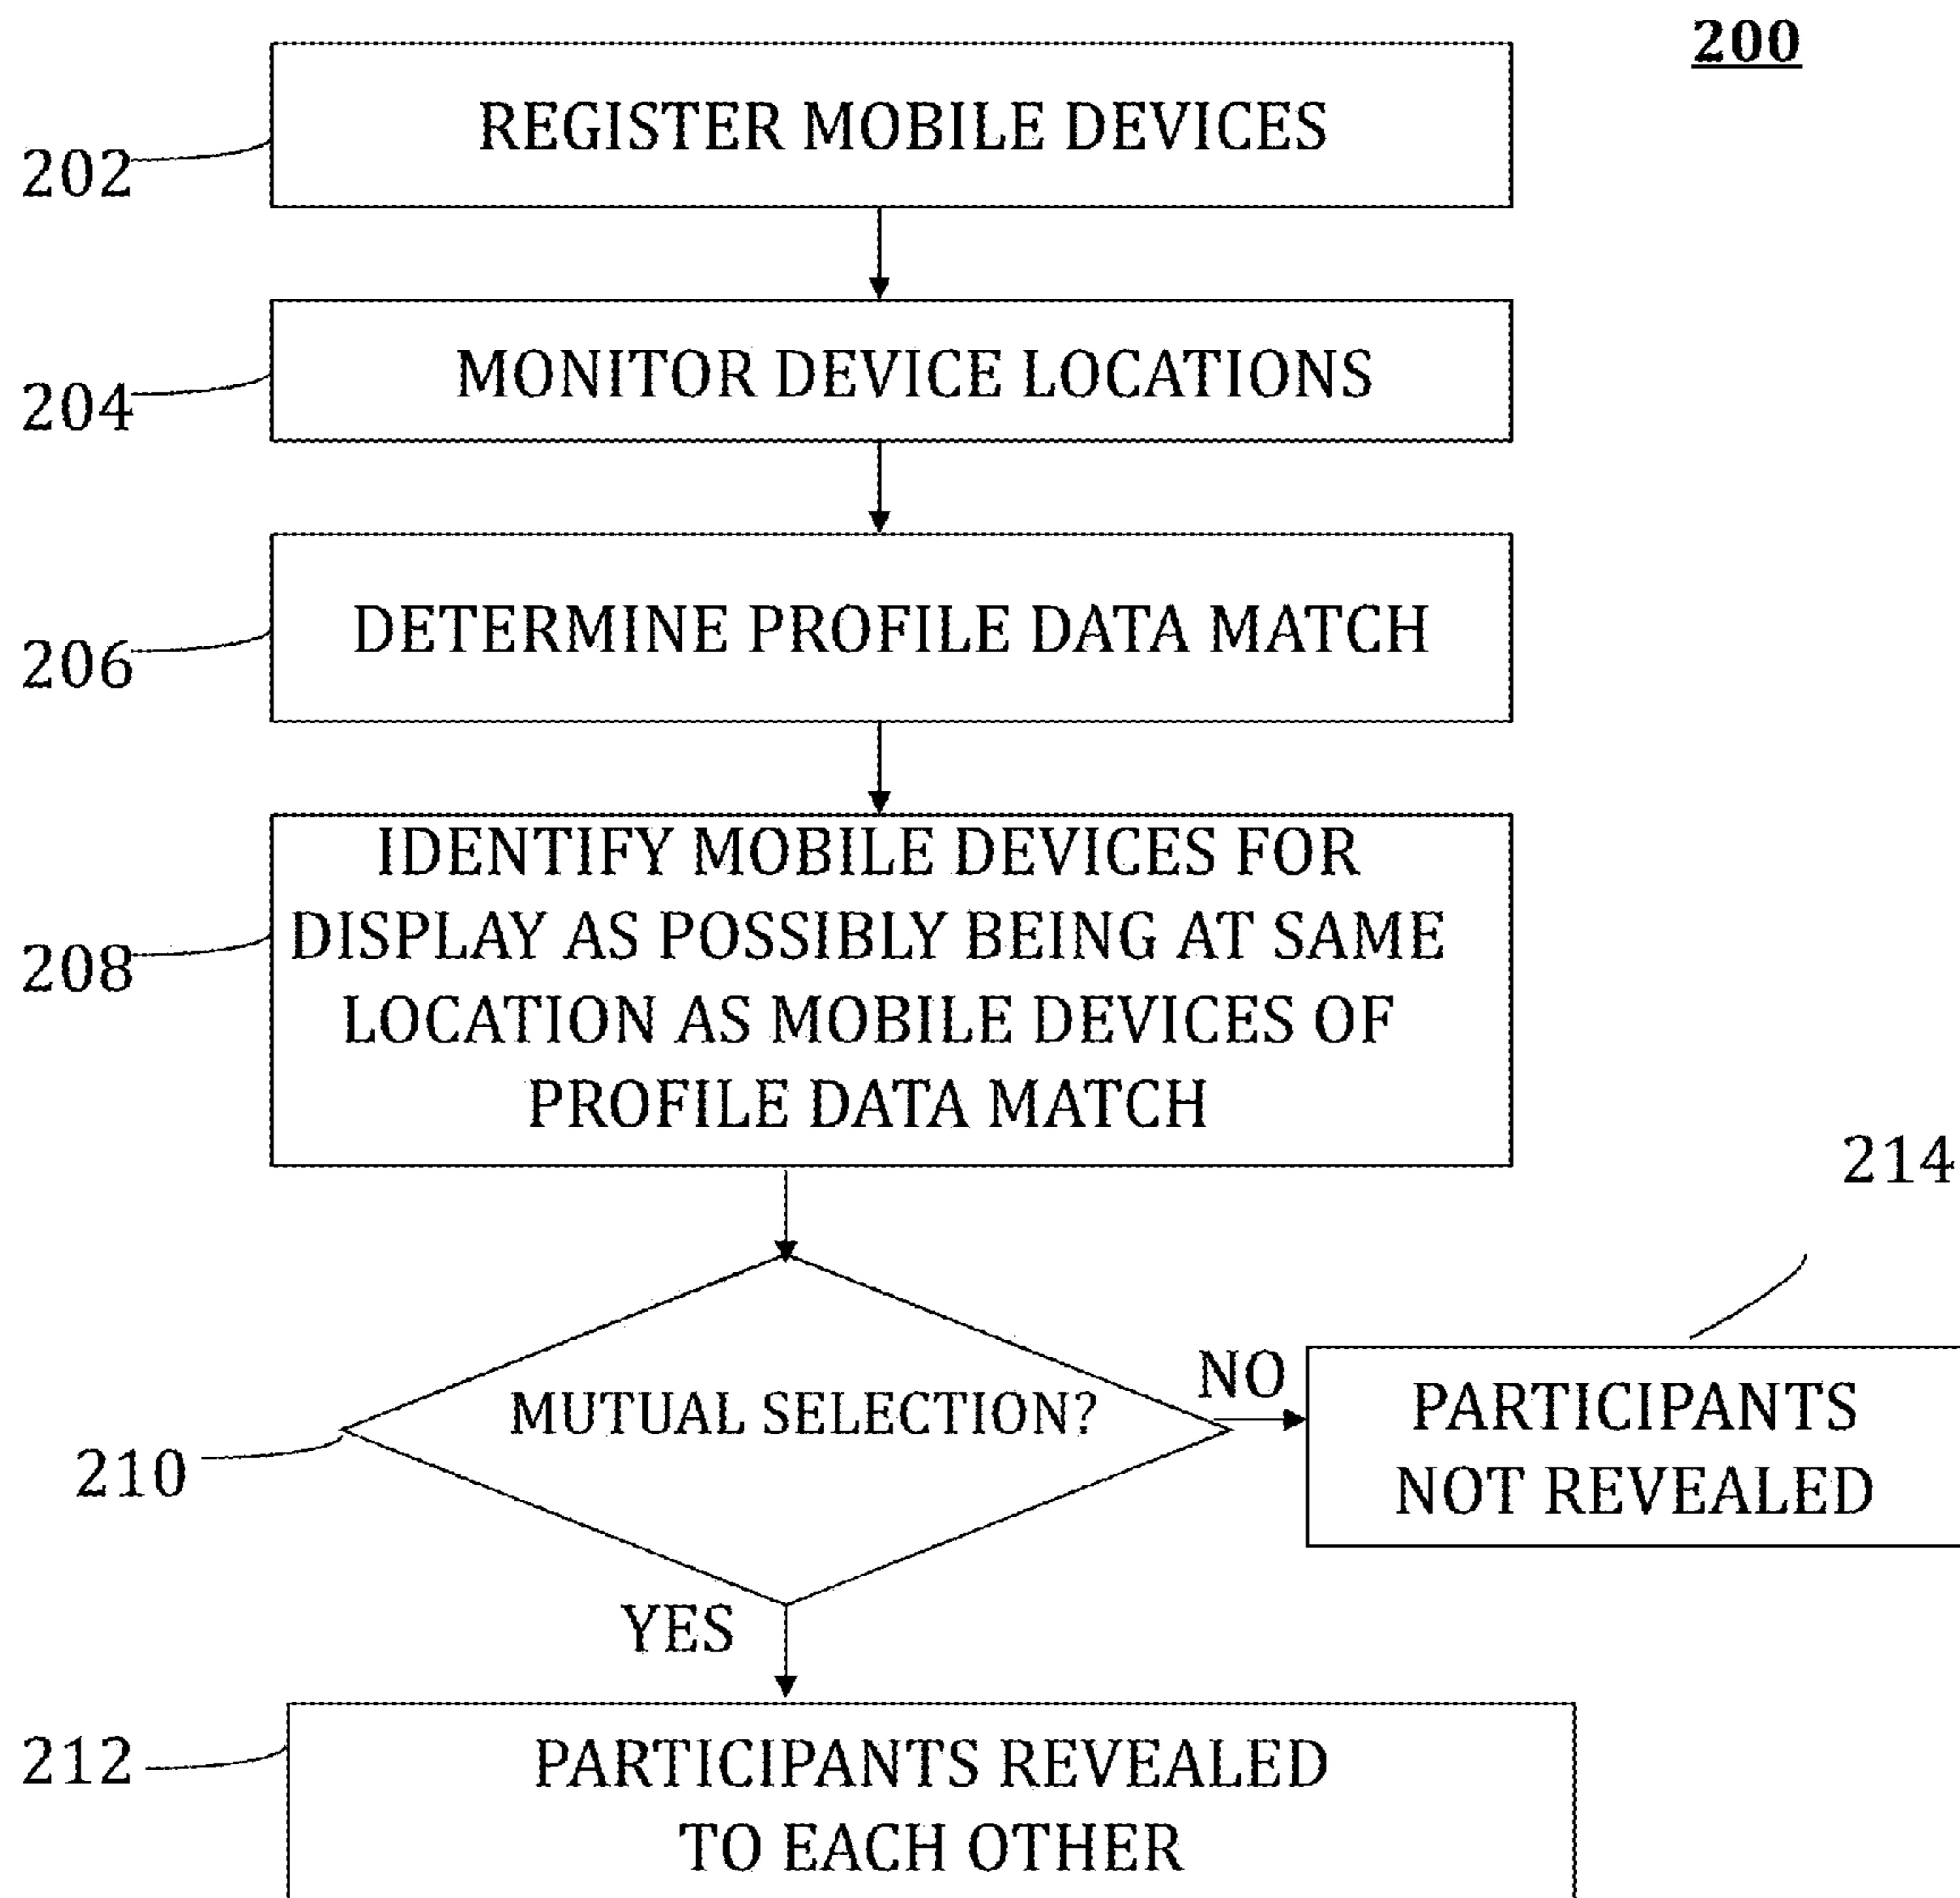 200
REGISTER MOBILE DEVICES
202
MONITOR DEVICE LOCATIONS
204
DETERMINE PROFILE DATA MATCH
206
IDENTIFY MOBILE DEVICES FOR
DISPLAY AS POSSIBLY BEING AT SAME
208
LOCATION AS MOBILE DEVICES OF
PROFILE DATA MATCH
214
MUTUAL SELECTION?
NO
PARTICIPANTS
NOT REVEALED
210
YES
212
PARTICIPANTS REVEALED
TO EACH OTHER